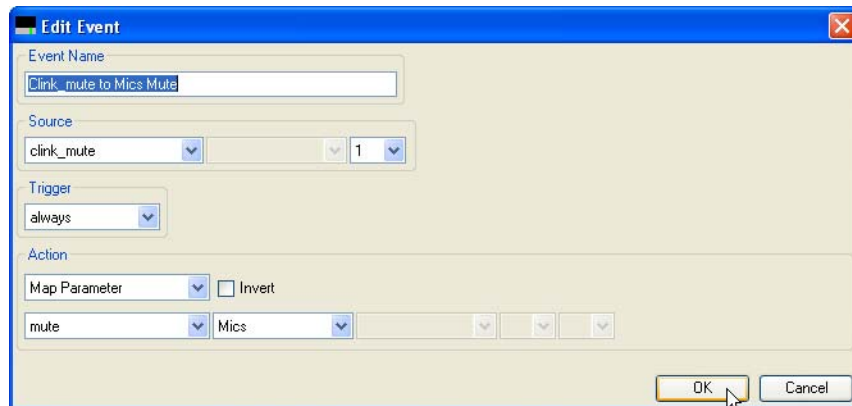 Edit Event
Event Name
Clink_mute to Mics Mute
Source
clink_mute 1
Trigger
always
Action
Map Parameter Invert
mute Mics
OK Cancel